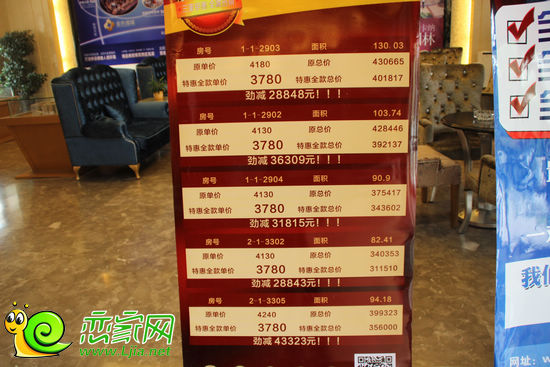 房号 1-1-2903 面积 130.03
原单价 4180 原总价 430665
特惠全款单价 3780 特惠全款总价 401817
劲减28848元!!!
房号 1-1-2902 面积 103.74
原单价 4130 原总价 428446
特惠全款单价 3780 特惠全款总价 392137
劲减36309元!!!
房号 1-1-2904 面积 90.9
原单价 4130 原总价 375417
特惠全款单价 3780 特惠全款总价 343602
劲减31815元!!!
房号 2-1-3302 面积 82.41
原单价 4130 原总价 340353
特惠全款单价 3780 特惠全款总价 311510
劲减28843元!!!
房号 2-1-3305 面积 94.18
原单价 4240 原总价 399323
特惠全款单价 3780 特惠全款总价 356000
劲减 43323元!!!
林
我们
网址: w
恋家网
www.Ljia.net